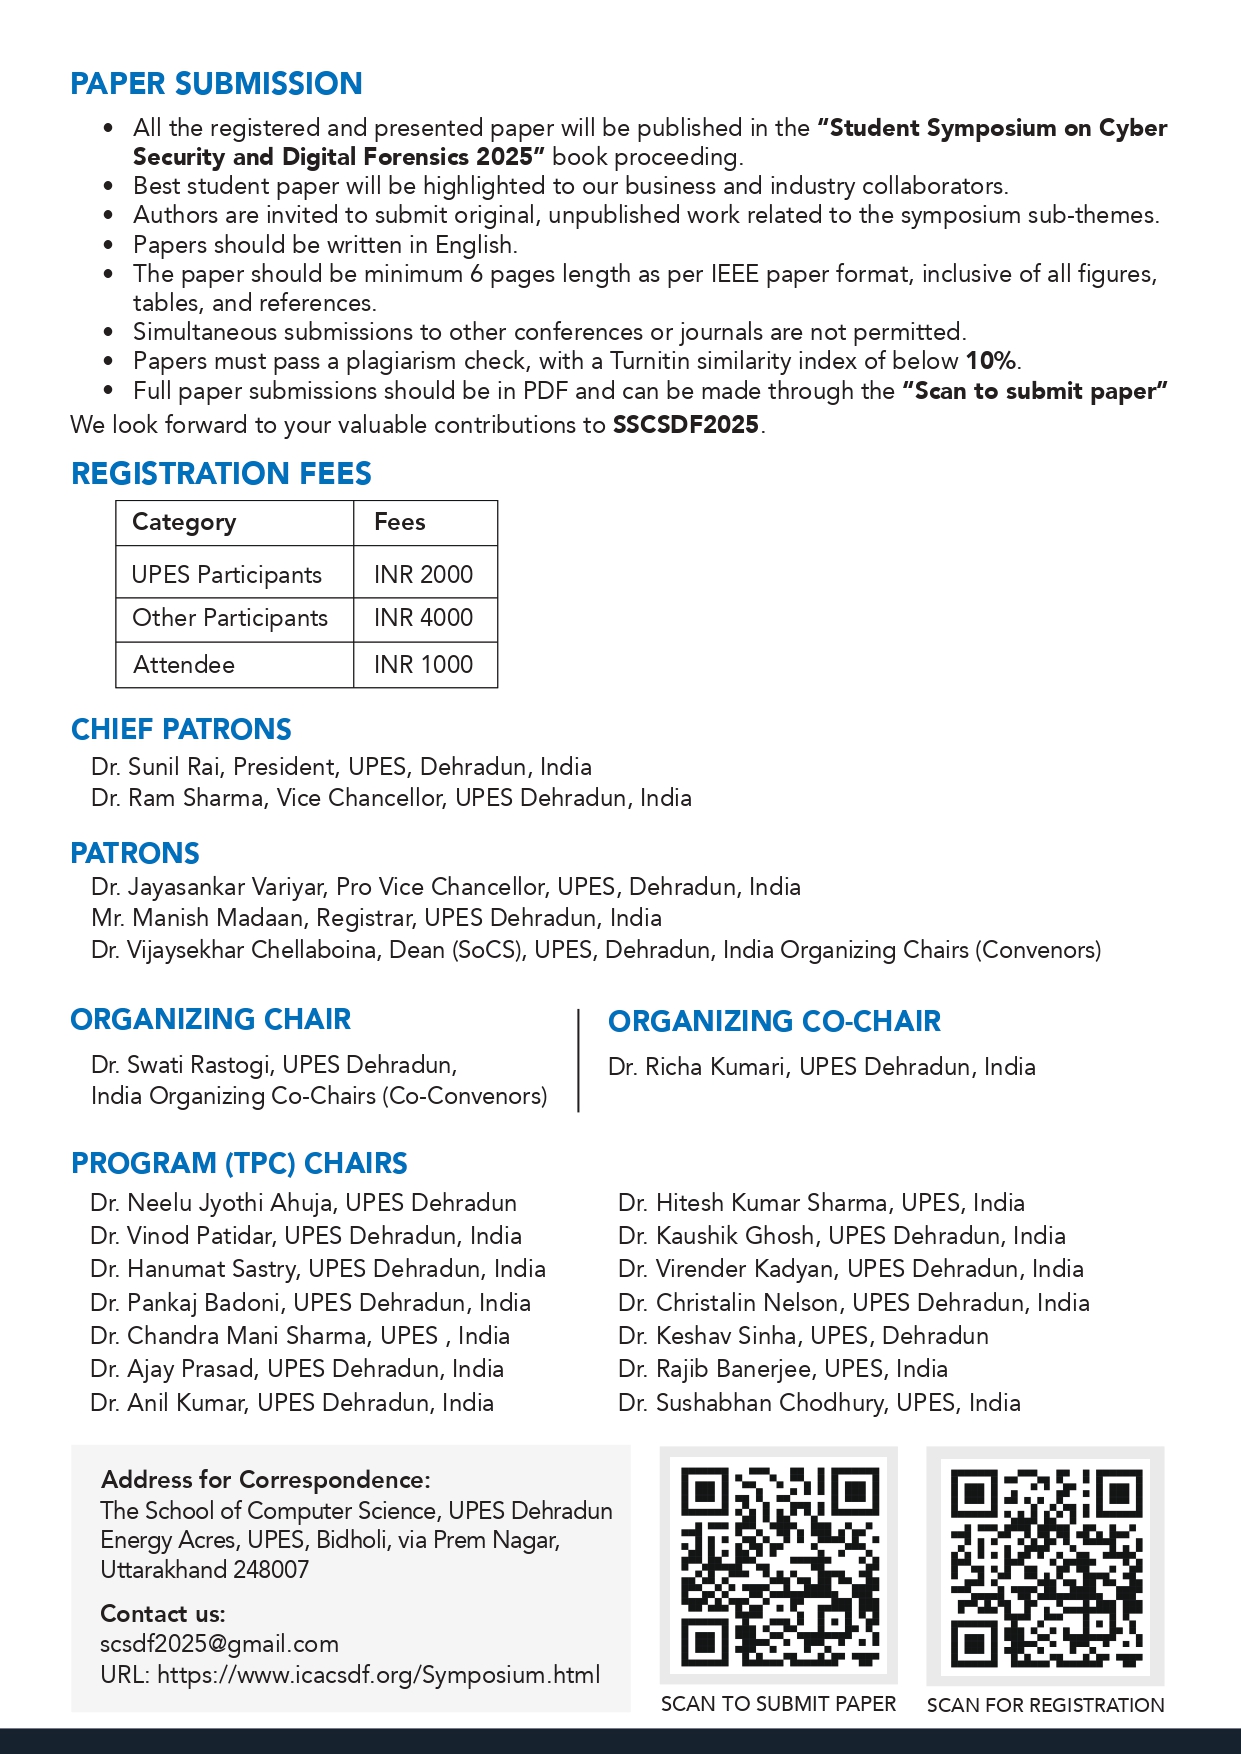 PAPER SUBMISSION
• All the registered and presented paper will be published in the “Student Symposium on Cyber
Security and Digital Forensics 2025” book proceeding.
• Best student paper will be highlighted to our business and industry collaborators.
• Authors are invited to submit original, unpublished work related to the symposium sub-themes.
• Papers should be written in English.
• The paper should be minimum 6 pages length as per IEEE paper format, inclusive of all figures,
tables, and references.
• Simultaneous submissions to other conferences or journals are not permitted.
• Papers must pass a plagiarism check, with a Turnitin similarity index of below 10%.
• Full paper submissions should be in PDF and can be made through the “Scan to submit paper”
We look forward to your valuable contributions to SSCSDF2025.
REGISTRATION FEES
Category Fees
UPES Participants INR 2000
Other Participants INR 4000
Attendee INR 1000
CHIEF PATRONS
Dr. Sunil Rai, President, UPES, Dehradun, India
Dr. Ram Sharma, Vice Chancellor, UPES Dehradun, India
PATRONS
Dr. Jayasankar Variyar, Pro Vice Chancellor, UPES, Dehradun, India
Mr. Manish Madaan, Registrar, UPES Dehradun, India
Dr. Vijaysekhar Chellaboina, Dean (SoCS), UPES, Dehradun, India Organizing Chairs (Convenors)
ORGANIZING CHAIR
Dr. Swati Rastogi, UPES Dehradun,
India Organizing Co-Chairs (Co-Convenors)
ORGANIZING CO-CHAIR
Dr. Richa Kumari, UPES Dehradun, India
PROGRAM (TPC) CHAIRS
Dr. Neelu Jyothi Ahuja, UPES Dehradun
Dr. Vinod Patidar, UPES Dehradun, India
Dr. Hanumat Sastry, UPES Dehradun, India
Dr. Pankaj Badoni, UPES Dehradun, India
Dr. Chandra Mani Sharma, UPES , India
Dr. Ajay Prasad, UPES Dehradun, India
Dr. Anil Kumar, UPES Dehradun, India
Dr. Hitesh Kumar Sharma, UPES, India
Dr. Kaushik Ghosh, UPES Dehradun, India
Dr. Virender Kadyan, UPES Dehradun, India
Dr. Christalin Nelson, UPES Dehradun, India
Dr. Keshav Sinha, UPES, Dehradun
Dr. Rajib Banerjee, UPES, India
Dr. Sushabhan Chodhury, UPES, India
Address for Correspondence:
The School of Computer Science, UPES Dehradun
Energy Acres, UPES, Bidholi, via Prem Nagar,
Uttarakhand 248007
Contact us:
scsdf2025@gmail.com
URL: https://www.icacsdf.org/Symposium.html
SCAN TO SUBMIT PAPER
SCAN FOR REGISTRATION